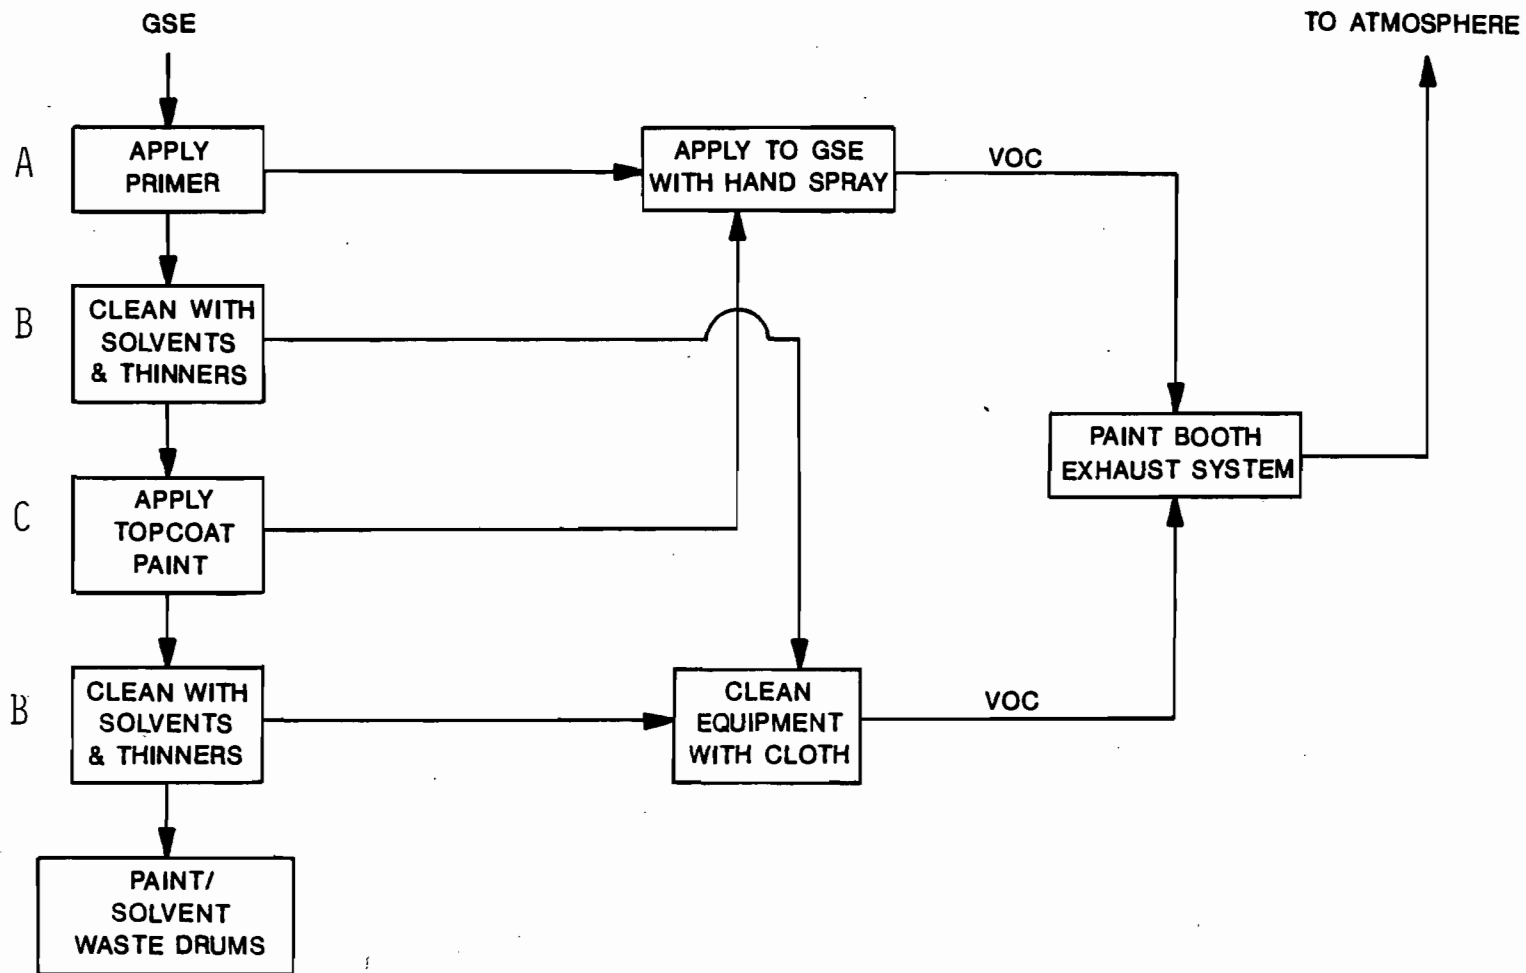 GSE
TO ATMOSPHERE
A
APPLY
PRIMER
APPLY TO GSE
WITH HAND SPRAY
VOC
B
CLEAN WITH
SOLVENTS
& THINNERS
PAINT BOOTH
EXHAUST SYSTEM
C
APPLY
TOPCOAT
PAINT
B
CLEAN WITH
SOLVENTS
& THINNERS
CLEAN
EQUIPMENT
WITH CLOTH
VOC
PAINT/
SOLVENT
WASTE DRUMS